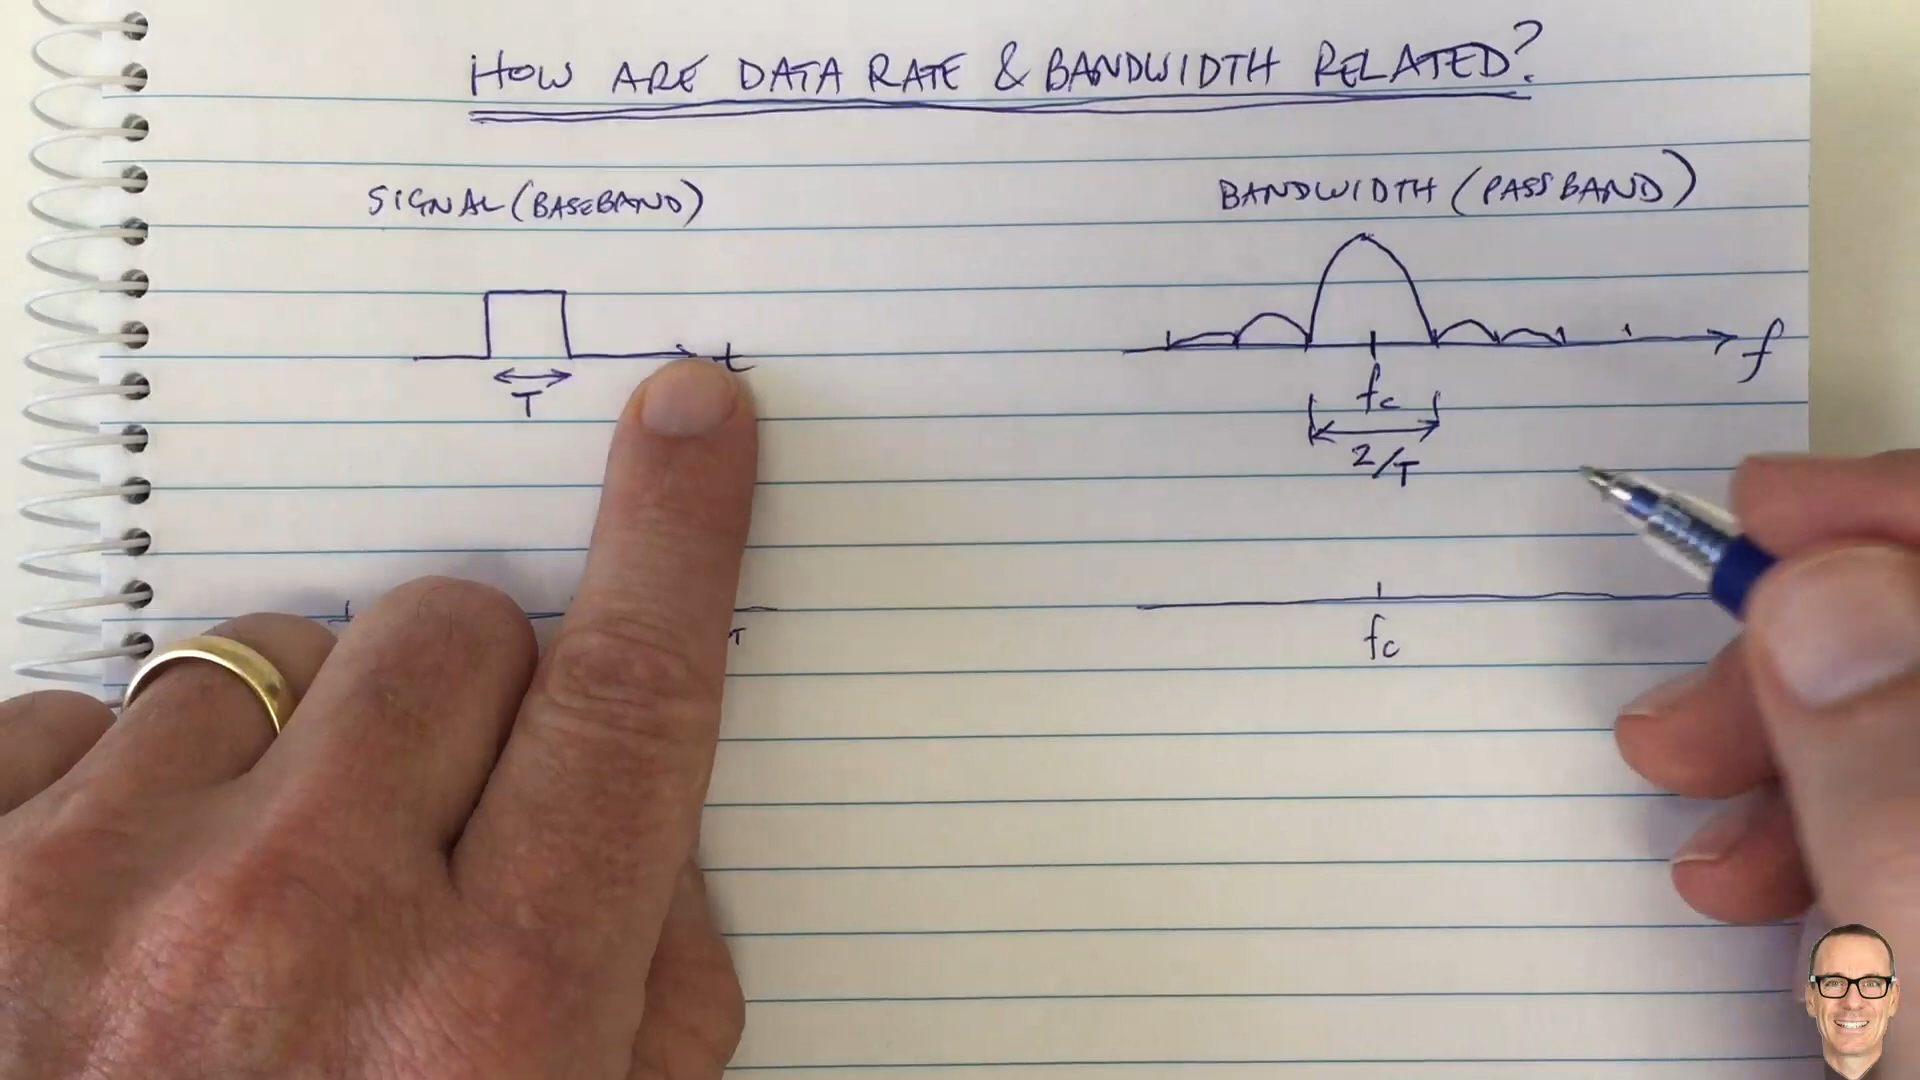 HOW ARE DATA RATE & BANDWIDTH RELATED?
SIGNAL (BASEBAND)
BANDWIDTH (PASSBAND)
t
T
f
fc
2/T
T
fc